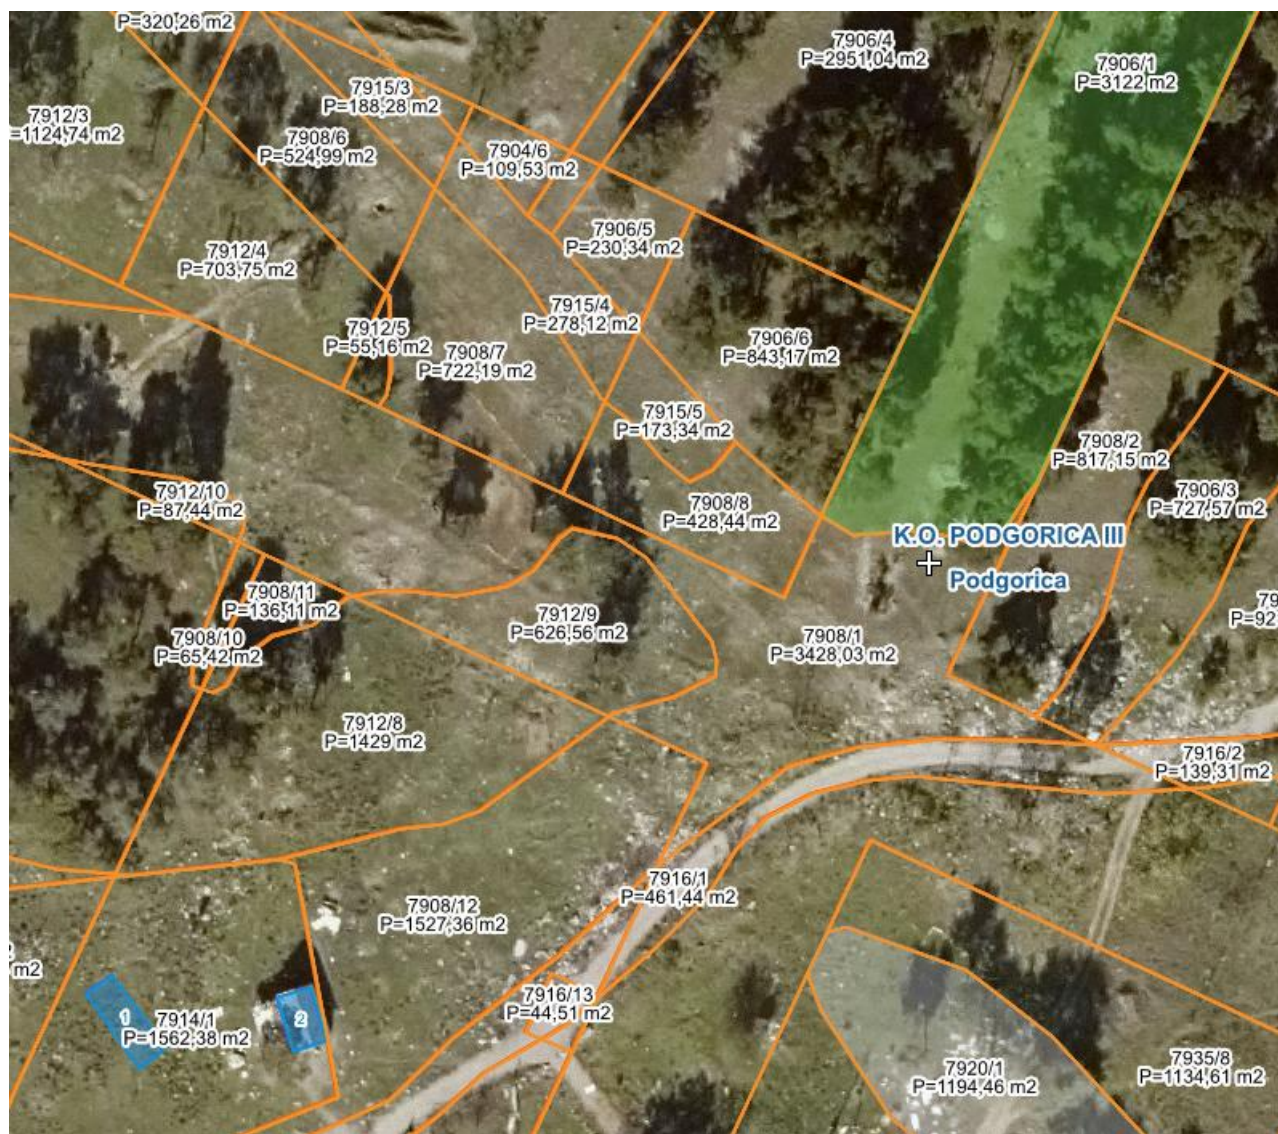 P=320,26 m2
7906/4
P=2951,04 m2
7906/1
P=3122 m2
7915/3
P=188,28 m2
7912/3
=1124,74 m2
7908/6
P=524,99 m2
7904/6
P=109,53 m2
7906/5
P=230,34 m2
7912/4
P=703,75 m2
7915/4
P=278,12 m2
7912/5
P=55,16 m2
7908/7
P=722,19 m2
7906/6
P=843,17 m2
7915/5
P=173,34 m2
7908/2
P=817,15 m2
7912/10
P=87,44 m2
7908/8
P=428,44 m2
7906/3
P=727,57 m2
K.O. PODGORICA III
Podgorica
7908/11
P=136,11 m2
7912/9
P=626,56 m2
79
P=92
7908/10
P=65,42 m2
7908/1
P=3428,03 m2
7912/8
P=1429 m2
7916/2
P=139,31 m2
7916/1
P=461,44 m2
7908/12
P=1527,36 m2
m2
7916/13
P=44,51 m2
1
7914/1
P=1562,38 m2
2
7920/1
P=1194,46 m2
7935/8
P=1134,61 m2